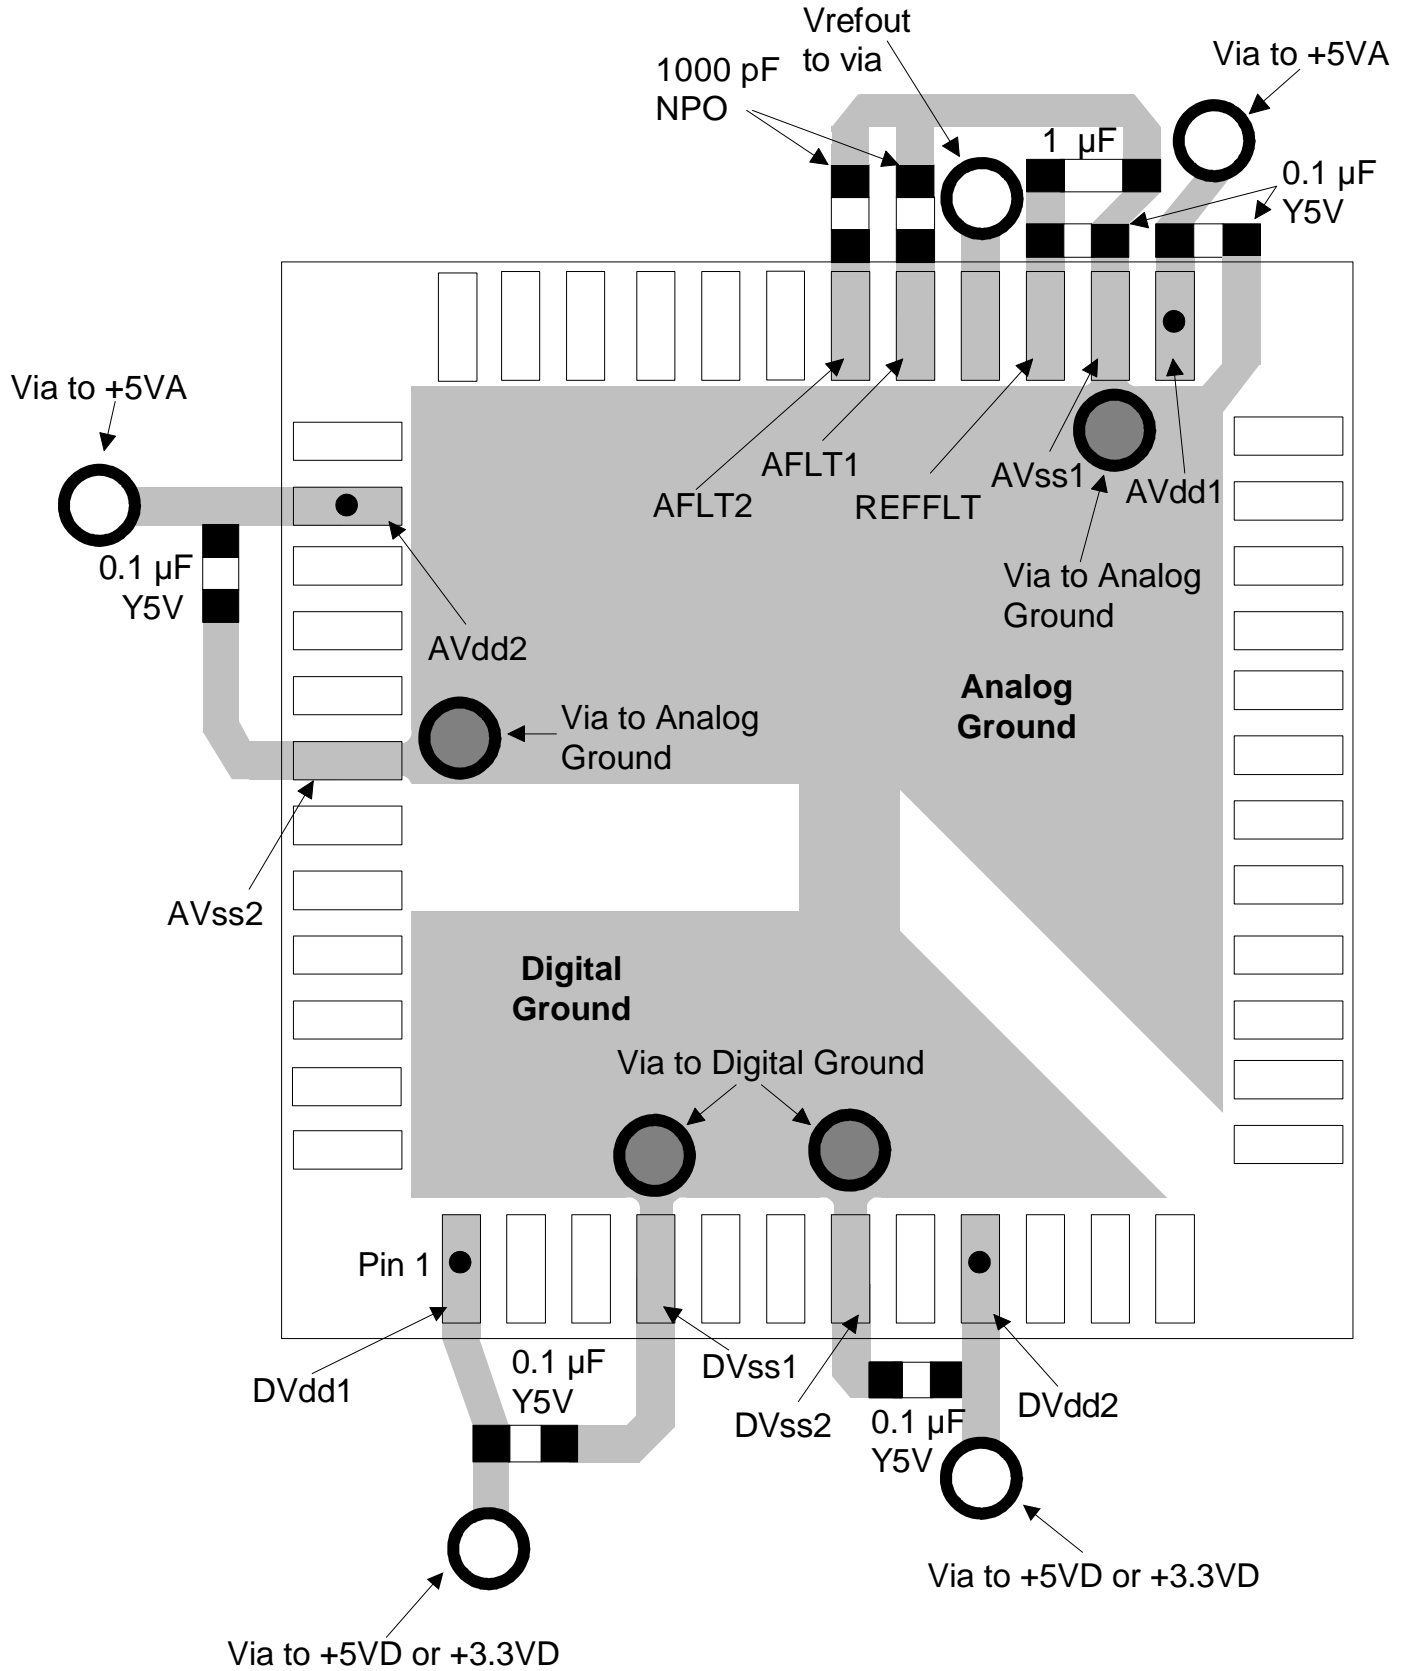 Vrefout
to via
Via to +5VA
1000 pF
NPO
1 µF
0.1 µF
Y5V
Via to +5VA
AFLT1
AFLT2
REFFLT
AVss1
AVdd1
0.1 µF
Y5V
Via to Analog
Ground
AVdd2
Analog
Ground
Via to Analog
Ground
AVss2
Digital
Ground
Via to Digital Ground
Pin 1
DVdd1
0.1 µF
Y5V
DVss1
DVss2
0.1 µF
Y5V
DVdd2
Via to +5VD or +3.3VD
Via to +5VD or +3.3VD